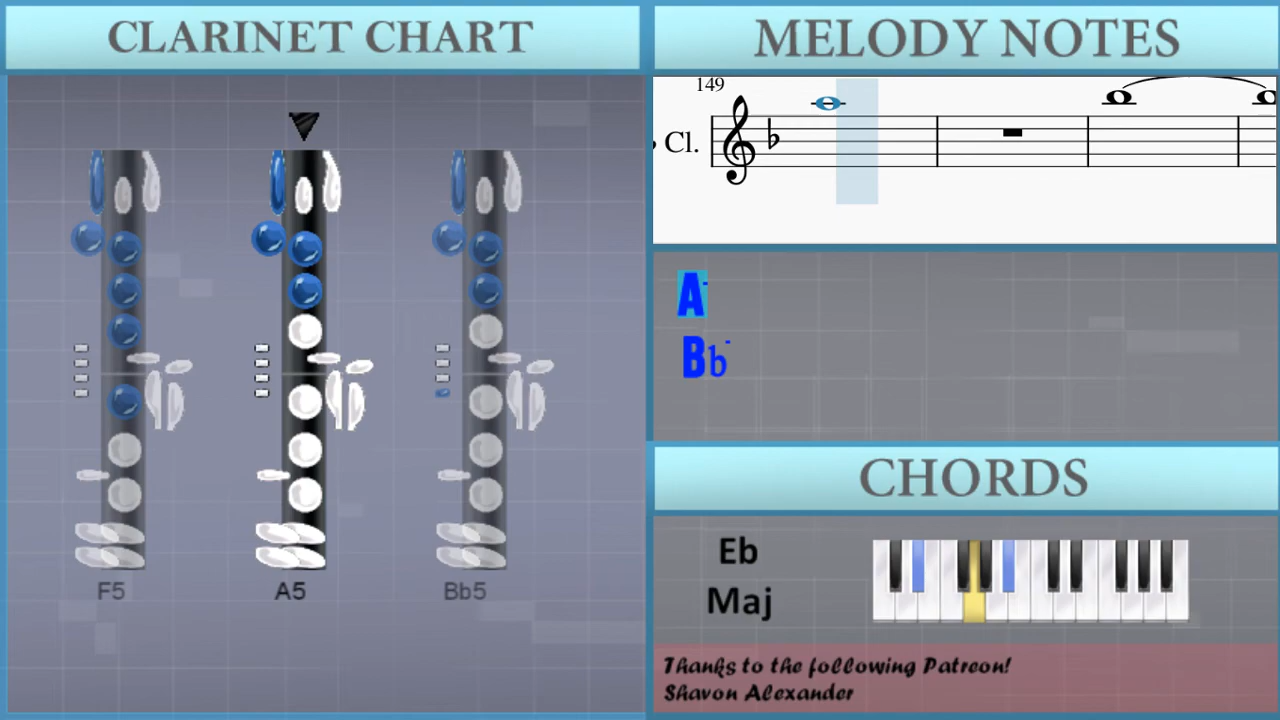 CLARINET CHART
F5 A5 Bb5
MELODY NOTES
149
Cl.
A
Bb
CHORDS
Eb
Maj
Thanks to the following Patreon!
Shavon Alexander